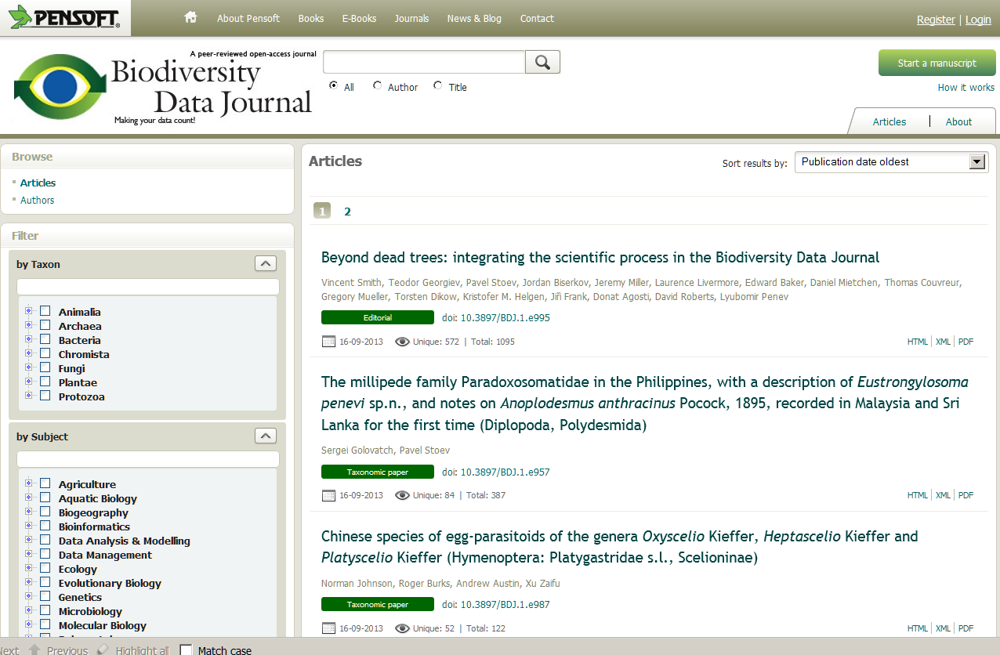 PENSOFT®
About Pensoft Books E-Books Journals News & Blog Contact
Register | Login
A peer-reviewed open-access journal
Biodiversity
Data Journal
Making your data count!
All Author Title
Start a manuscript
How it works
Articles | About
Browse
Articles
Authors
Filter
by Taxon
Animalia
Archaea
Bacteria
Chromista
Fungi
Plantae
Protozoa
by Subject
Agriculture
Aquatic Biology
Biogeography
Bioinformatics
Data Analysis & Modelling
Data Management
Ecology
Evolutionary Biology
Genetics
Microbiology
Molecular Biology
Articles
Sort results by: Publication date oldest
1 2
Beyond dead trees: integrating the scientific process in the Biodiversity Data Journal
Vincent Smith, Teodor Georgiev, Pavel Stoev, Jordan Biserkov, Jeremy Miller, Laurence Livermore, Edward Baker, Daniel Mietchen, Thomas Couvreur,
Gregory Mueller, Torsten Dikow, Kristofer M. Helgen, Jiři Frank, Donat Agosti, David Roberts, Lyubomir Penev
Editorial doi: 10.3897/BDJ.1.e995
16-09-2013 Unique: 572 | Total: 1095 HTML XML PDF
The millipede family Paradoxosomatidae in the Philippines, with a description of Eustrongylosoma
penevi sp.n., and notes on Anoplodesmus anthracinus Pocock, 1895, recorded in Malaysia and Sri
Lanka for the first time (Diplopoda, Polydesmida)
Sergei Golovatch, Pavel Stoev
Taxonomic paper doi: 10.3897/BDJ.1.e957
16-09-2013 Unique: 84 | Total: 387 HTML XML PDF
Chinese species of egg-parasitoids of the genera Oxyscelio Kieffer, Heptascelio Kieffer and
Platyscelio Kieffer (Hymenoptera: Platygastridae s.l., Scelioninae)
Norman Johnson, Roger Burks, Andrew Austin, Xu Zaifu
Taxonomic paper doi: 10.3897/BDJ.1.e987
16-09-2013 Unique: 52 | Total: 122 HTML XML PDF
Previous Highlight all Match case